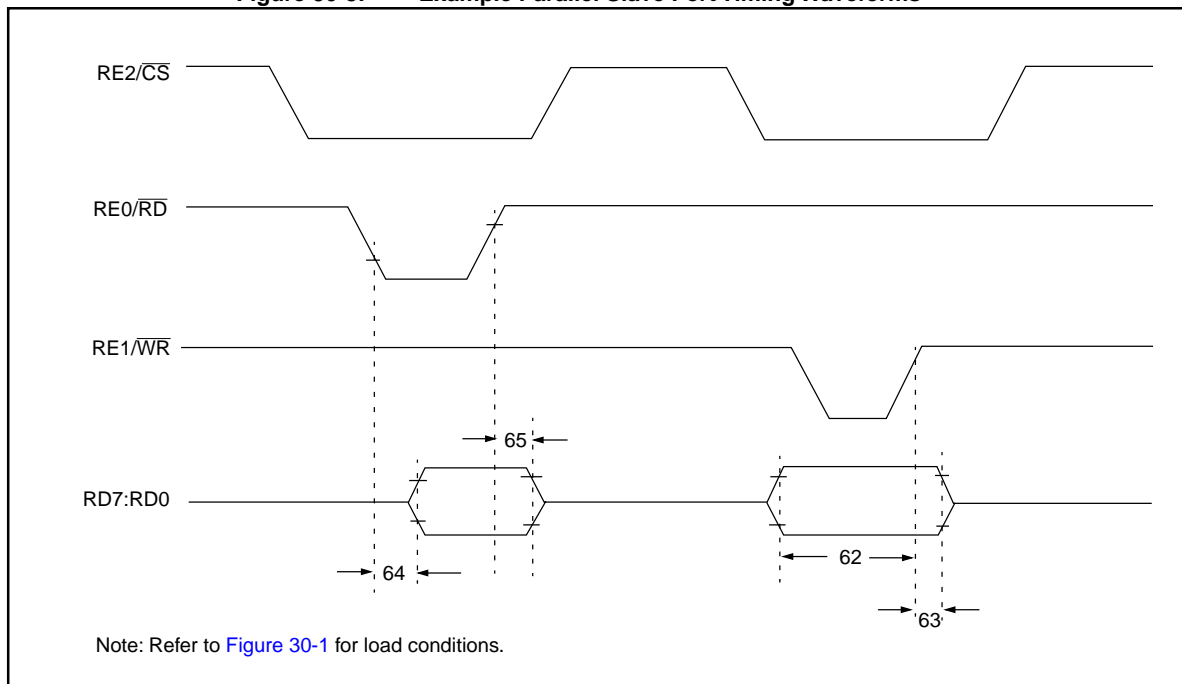 RE2/CS
RE0/RD
RE1/WR
65
RD7:RD0
64
62
63
Note: Refer to Figure 30-1 for load conditions.